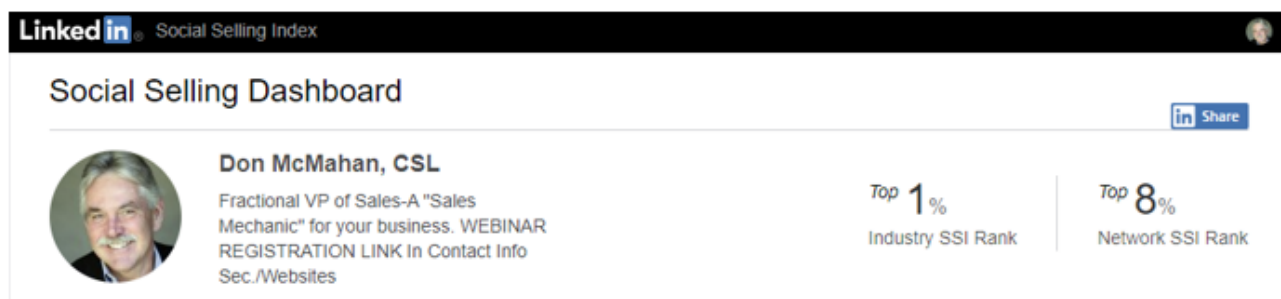 Linked in® Social Selling Index
Social Selling Dashboard
in Share
Don McMahan, CSL
Fractional VP of Sales-A "Sales
Mechanic" for your business. WEBINAR
REGISTRATION LINK In Contact Info
Sec./Websites
Top 1%
Industry SSI Rank
Top 8%
Network SSI Rank